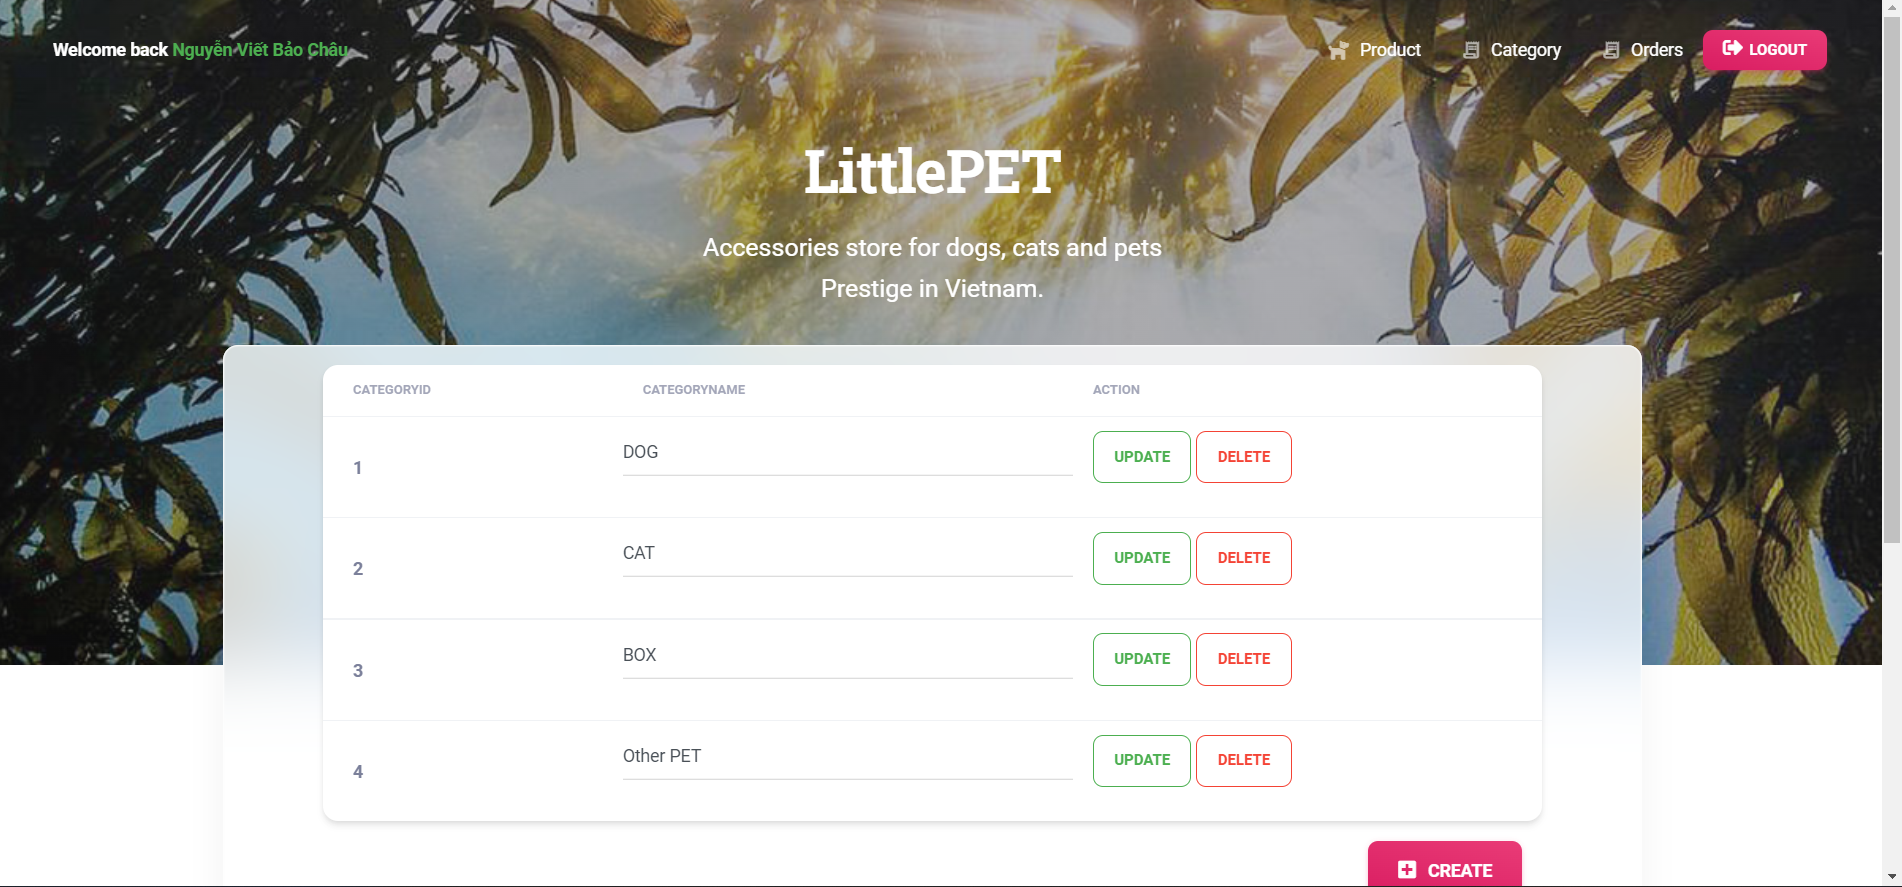 Welcome back Nguyễn Viết Bảo Châu
Product
Category
Orders
LOGOUT
LittlePET
Accessories store for dogs, cats and pets
Prestige in Vietnam.
CATEGORYID CATEGORYNAME ACTION
1 DOG UPDATE DELETE
2 CAT UPDATE DELETE
3 BOX UPDATE DELETE
4 Other PET UPDATE DELETE
CREATE